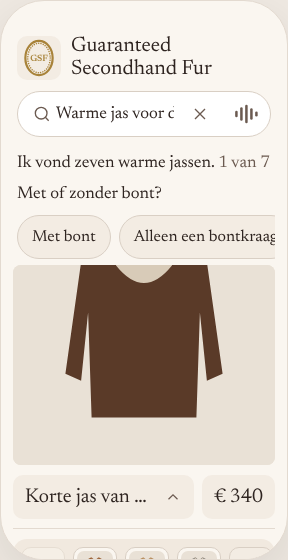 GSF
Guaranteed
Secondhand Fur
Warme jas voor
Ik vond zeven warme jassen. 1 van 7
Met of zonder bont?
Met bont
Alleen een bontkraag
Korte jas van ...
€ 340